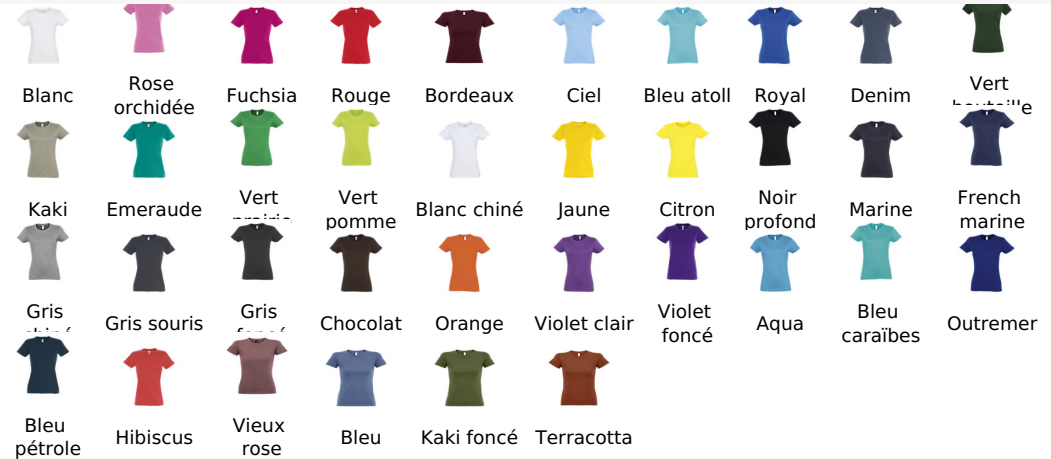 Blanc
Rose
orchidée
Fuchsia
Rouge
Bordeaux
Ciel
Bleu atoll
Royal
Denim
Vert
Kaki
Emeraude
Vert
Vert
pomme
Blanc chiné
Jaune
Citron
Noir
profond
Marine
French
marine
Gris
Gris souris
Gris
Chocolat
Orange
Violet clair
Violet
foncé
Aqua
Bleu
caraïbes
Outremer
Bleu
pétrole
Hibiscus
Vieux
rose
Bleu
Kaki foncé
Terracotta